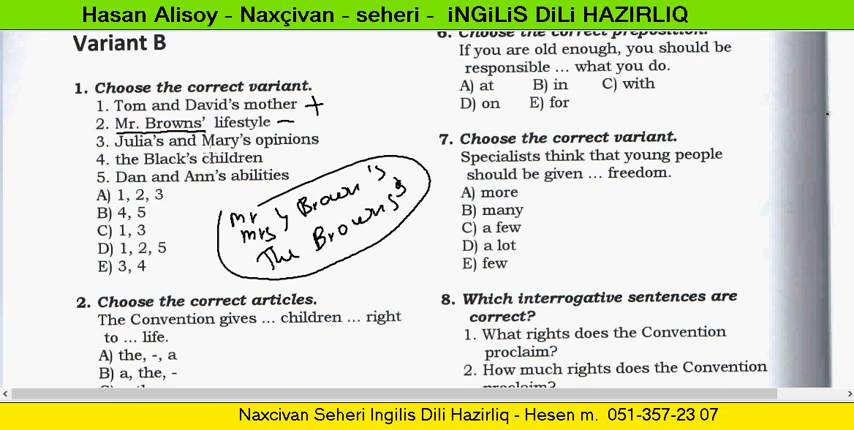 Hasan Alisoy - Naxçivan - seheri - iNGiLiS DiLi HAZIRLIQ
Variant B
1. Choose the correct variant.
1. Tom and David's mother +
2. Mr. Browns' lifestyle –
3. Julia's and Mary's opinions
4. the Black's children
5. Dan and Ann's abilities
A) 1, 2, 3
B) 4, 5
C) 1, 3
D) 1, 2, 5
E) 3, 4
Mr
Mrs } Brown's
The Browns'
2. Choose the correct articles.
The Convention gives ... children ... right
to ... life.
A) the, -, a
B) a, the, -
6. Choose the correct preposition.
If you are old enough, you should be
responsible ... what you do.
A) at B) in C) with
D) on E) for
7. Choose the correct variant.
Specialists think that young people
should be given ... freedom.
A) more
B) many
C) a few
D) a lot
E) few
8. Which interrogative sentences are
correct?
1. What rights does the Convention
proclaim?
2. How much rights does the Convention
proclaim?
Naxcivan Seheri Ingilis Dili Hazirliq - Hesen m. 051-357-23 07